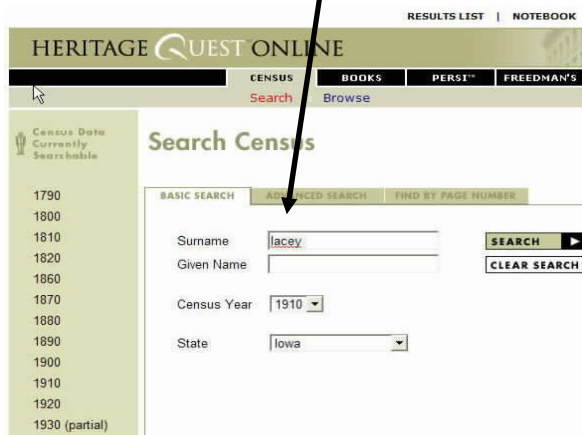 RESULTS LIST | NOTEBOOK
HERITAGE QUEST ONLINE
CENSUS BOOKS PERSI™ FREEDMAN'S
Search Browse
Census Data
Currently
Searchable
Search Census
BASIC SEARCH ADVANCED SEARCH FIND BY PAGE NUMBER
1790
1800
1810
1820
1860
1870
1880
1890
1900
1910
1920
1930 (partial)
Surname lacey SEARCH
Given Name CLEAR SEARCH
Census Year 1910
State Iowa